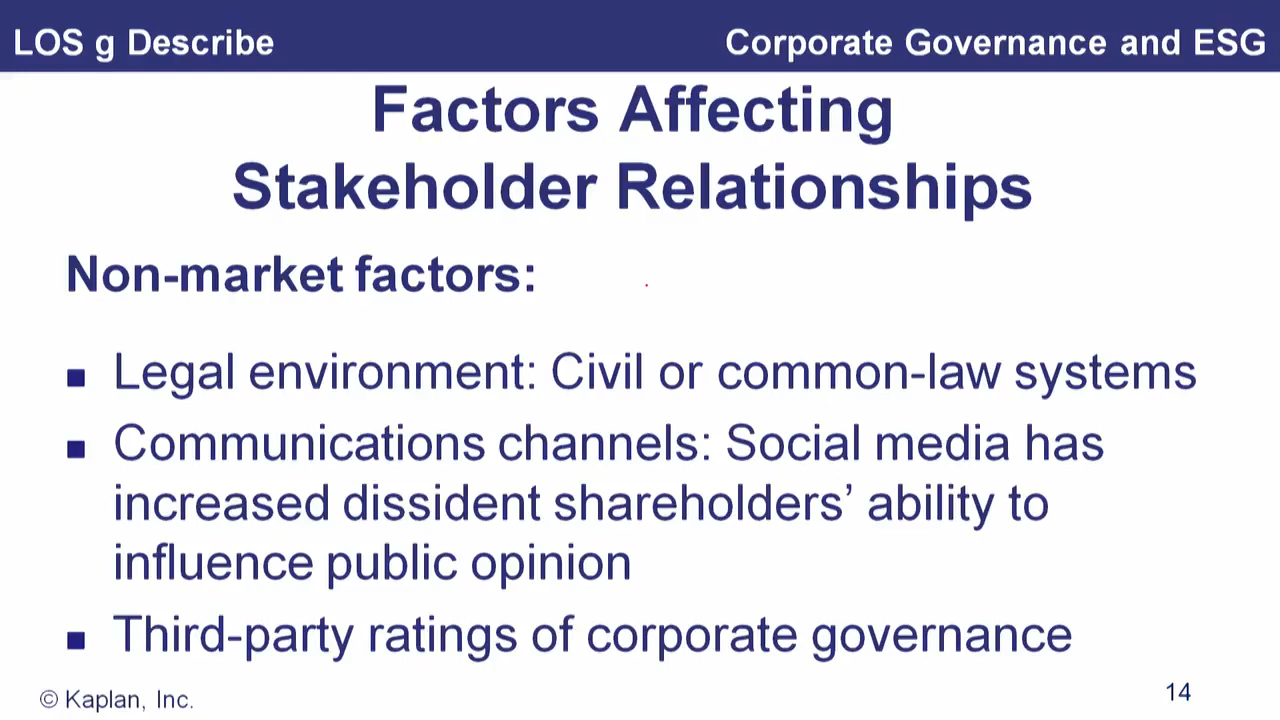 LOS g Describe
Corporate Governance and ESG
Factors Affecting
Stakeholder Relationships
Non-market factors:
■ Legal environment: Civil or common-law systems
■ Communications channels: Social media has
increased dissident shareholders’ ability to
influence public opinion
■ Third-party ratings of corporate governance
© Kaplan, Inc.
14